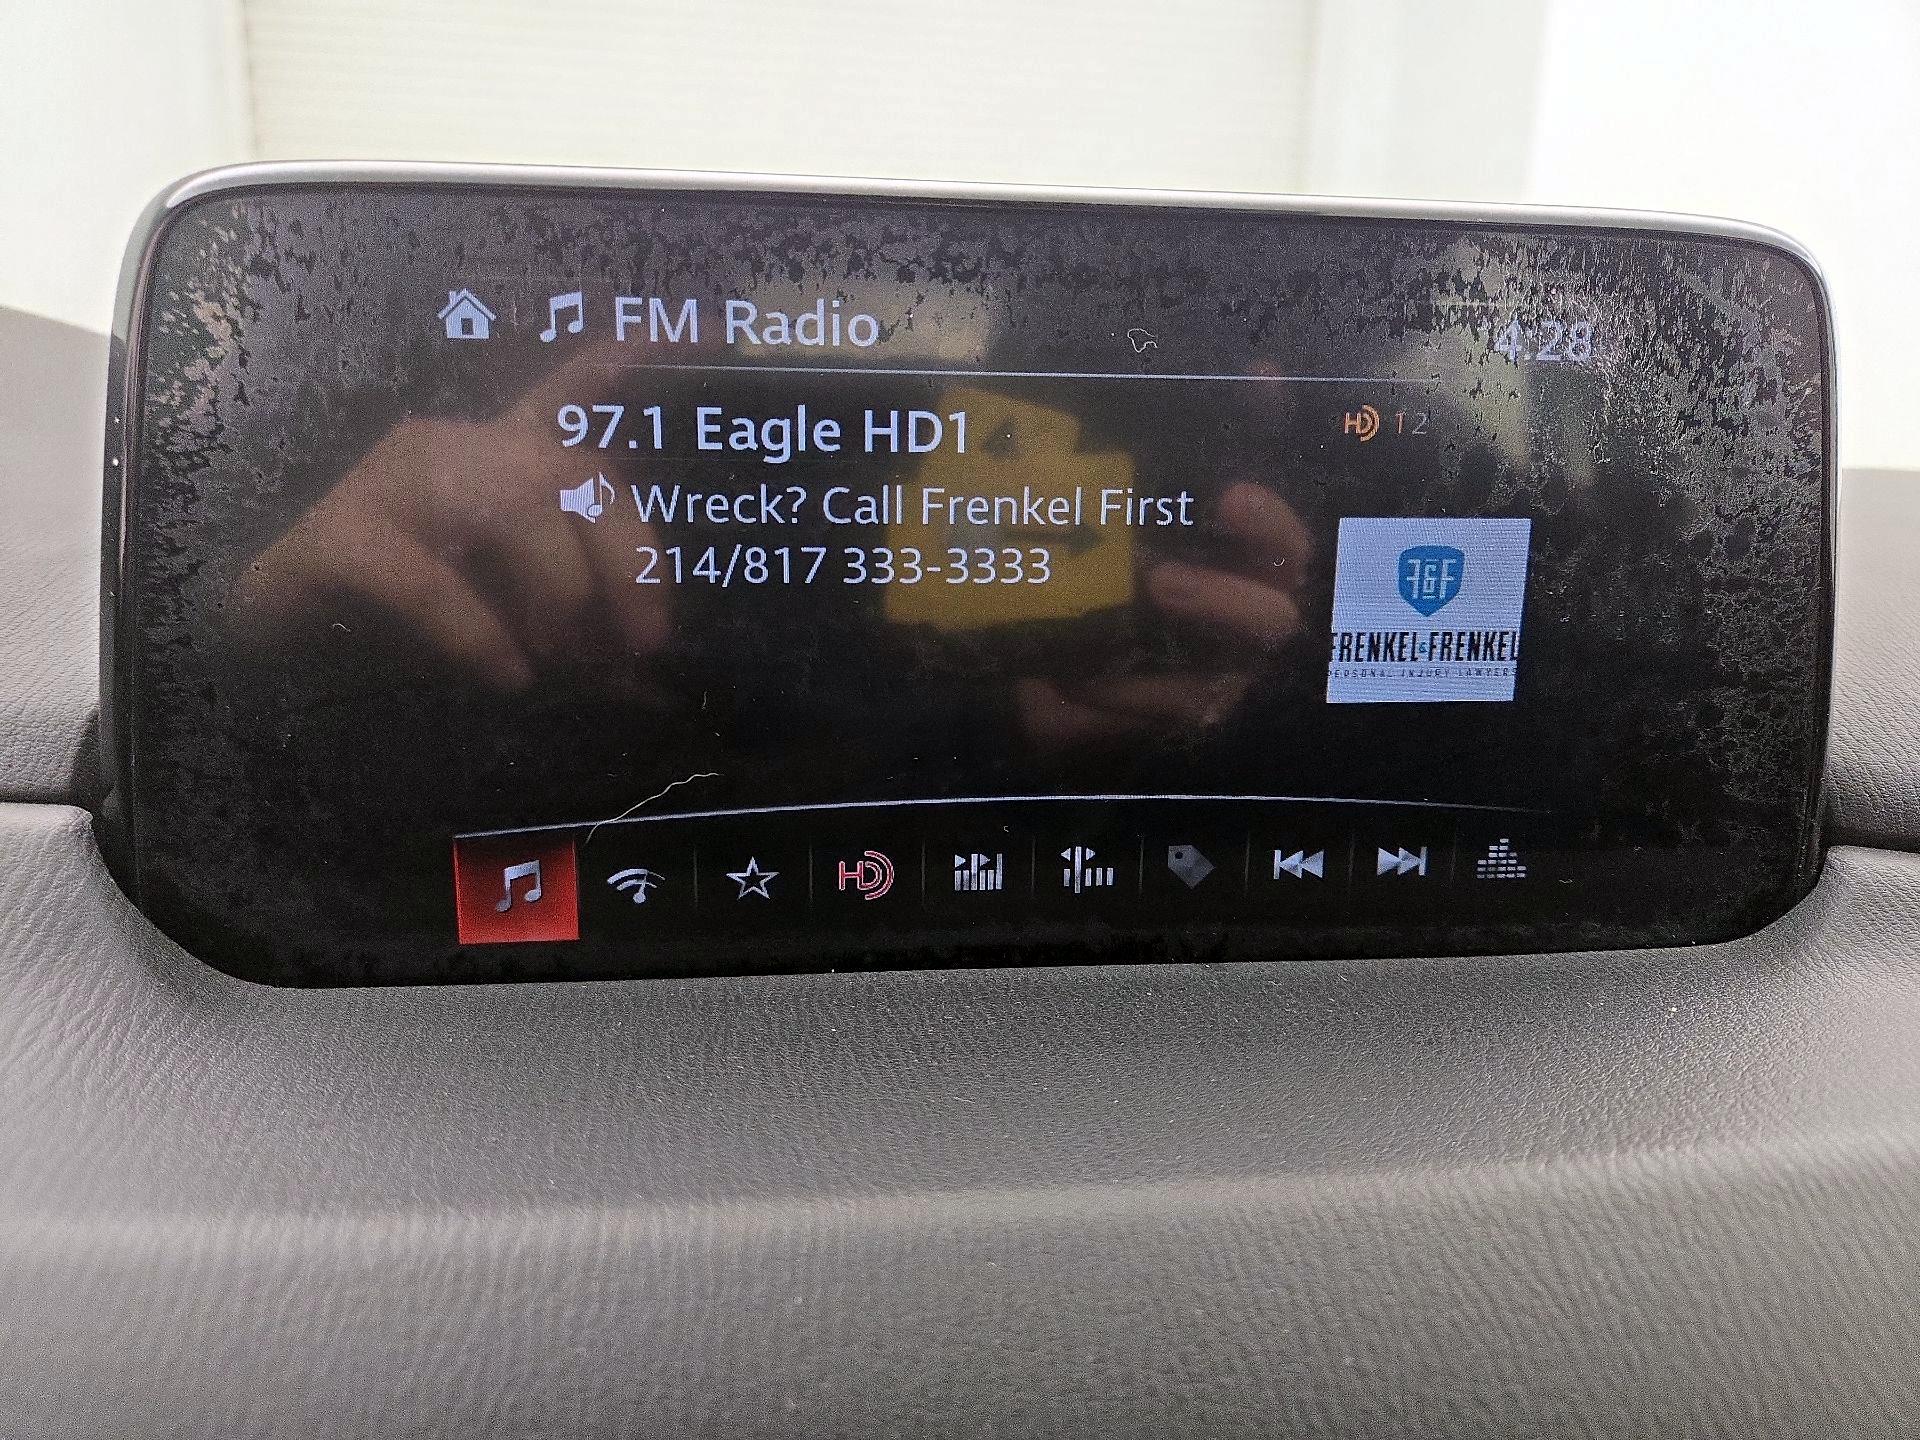 FM Radio
4:28
97.1 Eagle HD1
HD 1 2
Wreck? Call Frenkel First
214/817 333-3333
F&F
FRENKEL & FRENKEL
PERSONAL INJURY LAWYERS
HD